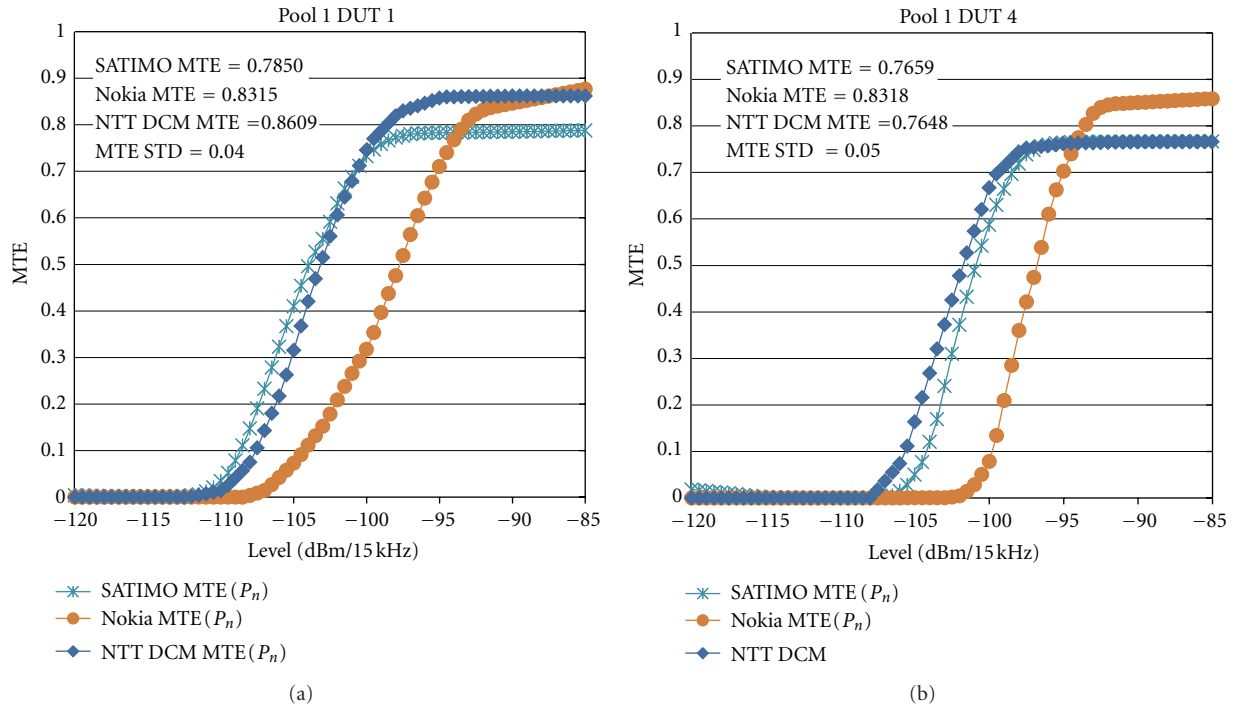 Pool 1 DUT 1
1
0.9
0.8
0.7
0.6
0.5
0.4
0.3
0.2
0.1
0
MTE
SATIMO MTE = 0.7850
Nokia MTE = 0.8315
NTT DCM MTE =0.8609
MTE STD = 0.04
−120 −115 −110 −105 −100 −95 −90 −85
Level (dBm/15 kHz)
SATIMO MTE (Pn)
Nokia MTE (Pn)
NTT DCM MTE (Pn)
(a)
Pool 1 DUT 4
1
0.9
0.8
0.7
0.6
0.5
0.4
0.3
0.2
0.1
0
MTE
SATIMO MTE = 0.7659
Nokia MTE = 0.8318
NTT DCM MTE =0.7648
MTE STD = 0.05
−120 −115 −110 −105 −100 −95 −90 −85
Level (dBm/15 kHz)
SATIMO MTE (Pn)
Nokia MTE (Pn)
NTT DCM
(b)